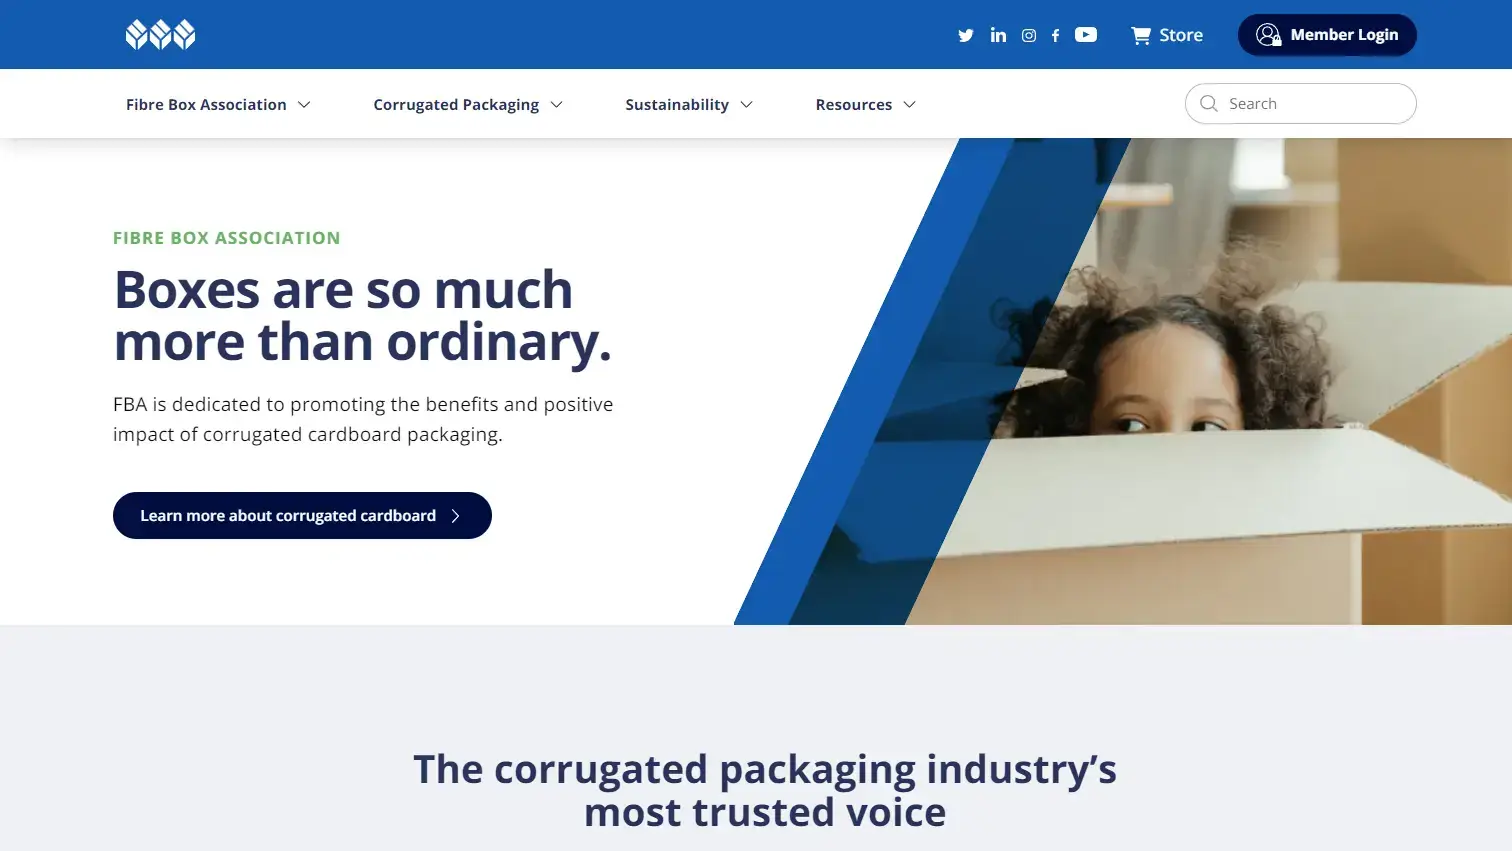 Store
Member Login
Fibre Box Association
Corrugated Packaging
Sustainability
Resources
Search
FIBRE BOX ASSOCIATION
Boxes are so much
more than ordinary.
FBA is dedicated to promoting the benefits and positive
impact of corrugated cardboard packaging.
Learn more about corrugated cardboard
The corrugated packaging industry’s
most trusted voice